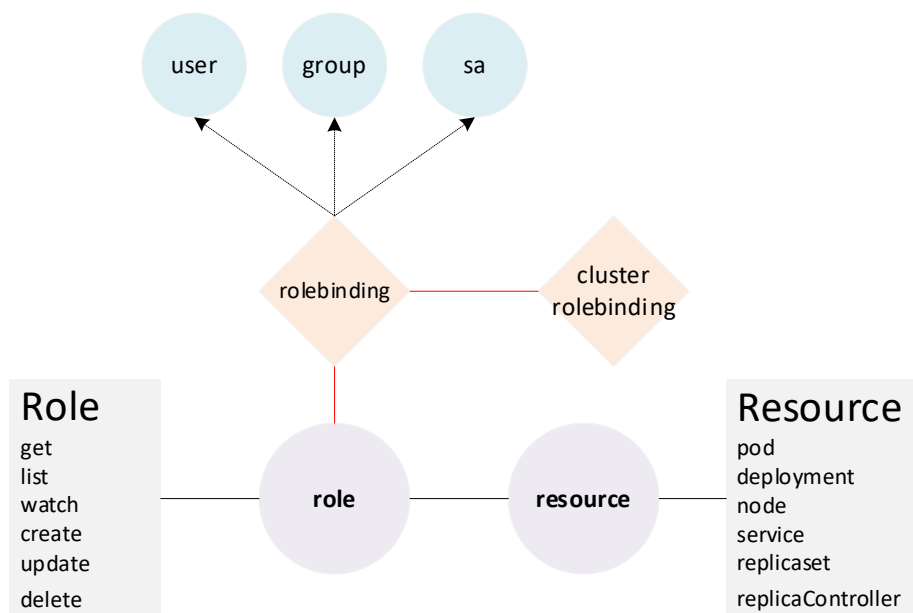 user
group
sa
rolebinding
cluster
rolebinding
Role
get
list
watch
create
update
delete
role
resource
Resource
pod
deployment
node
service
replicaset
replicaController